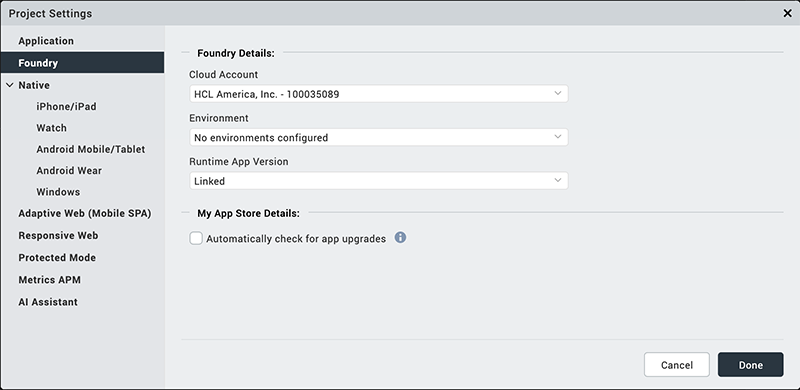 Project Settings
Application
Foundry
Native
iPhone/iPad
Watch
Android Mobile/Tablet
Android Wear
Windows
Adaptive Web (Mobile SPA)
Responsive Web
Protected Mode
Metrics APM
AI Assistant
Foundry Details:
Cloud Account
HCL America, Inc. - 100035089
Environment
No environments configured
Runtime App Version
Linked
My App Store Details:
Automatically check for app upgrades
Cancel
Done